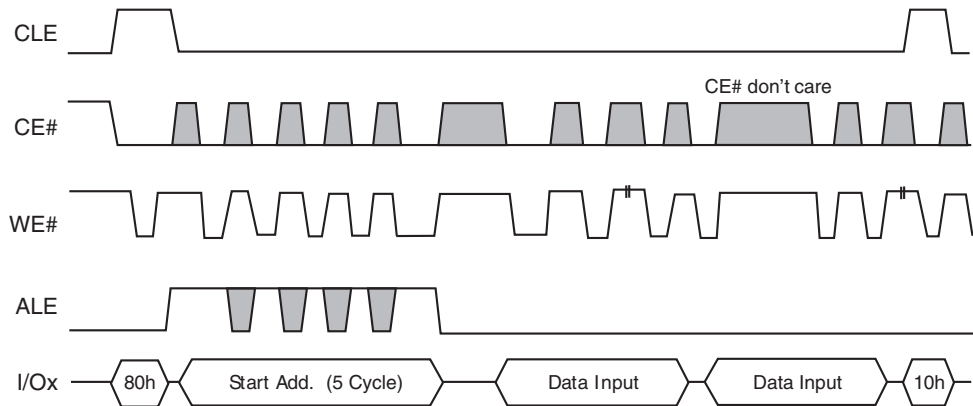 CLE
CE# don't care
CE#
WE#
ALE
I/Ox 80h Start Add. (5 Cycle) Data Input Data Input 10h